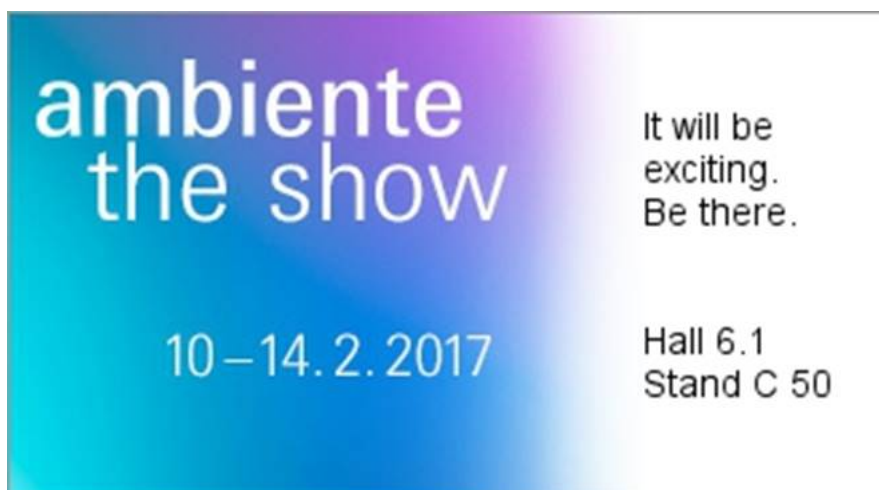 ambiente
the show
10–14.2.2017
It will be
exciting.
Be there.
Hall 6.1
Stand C 50